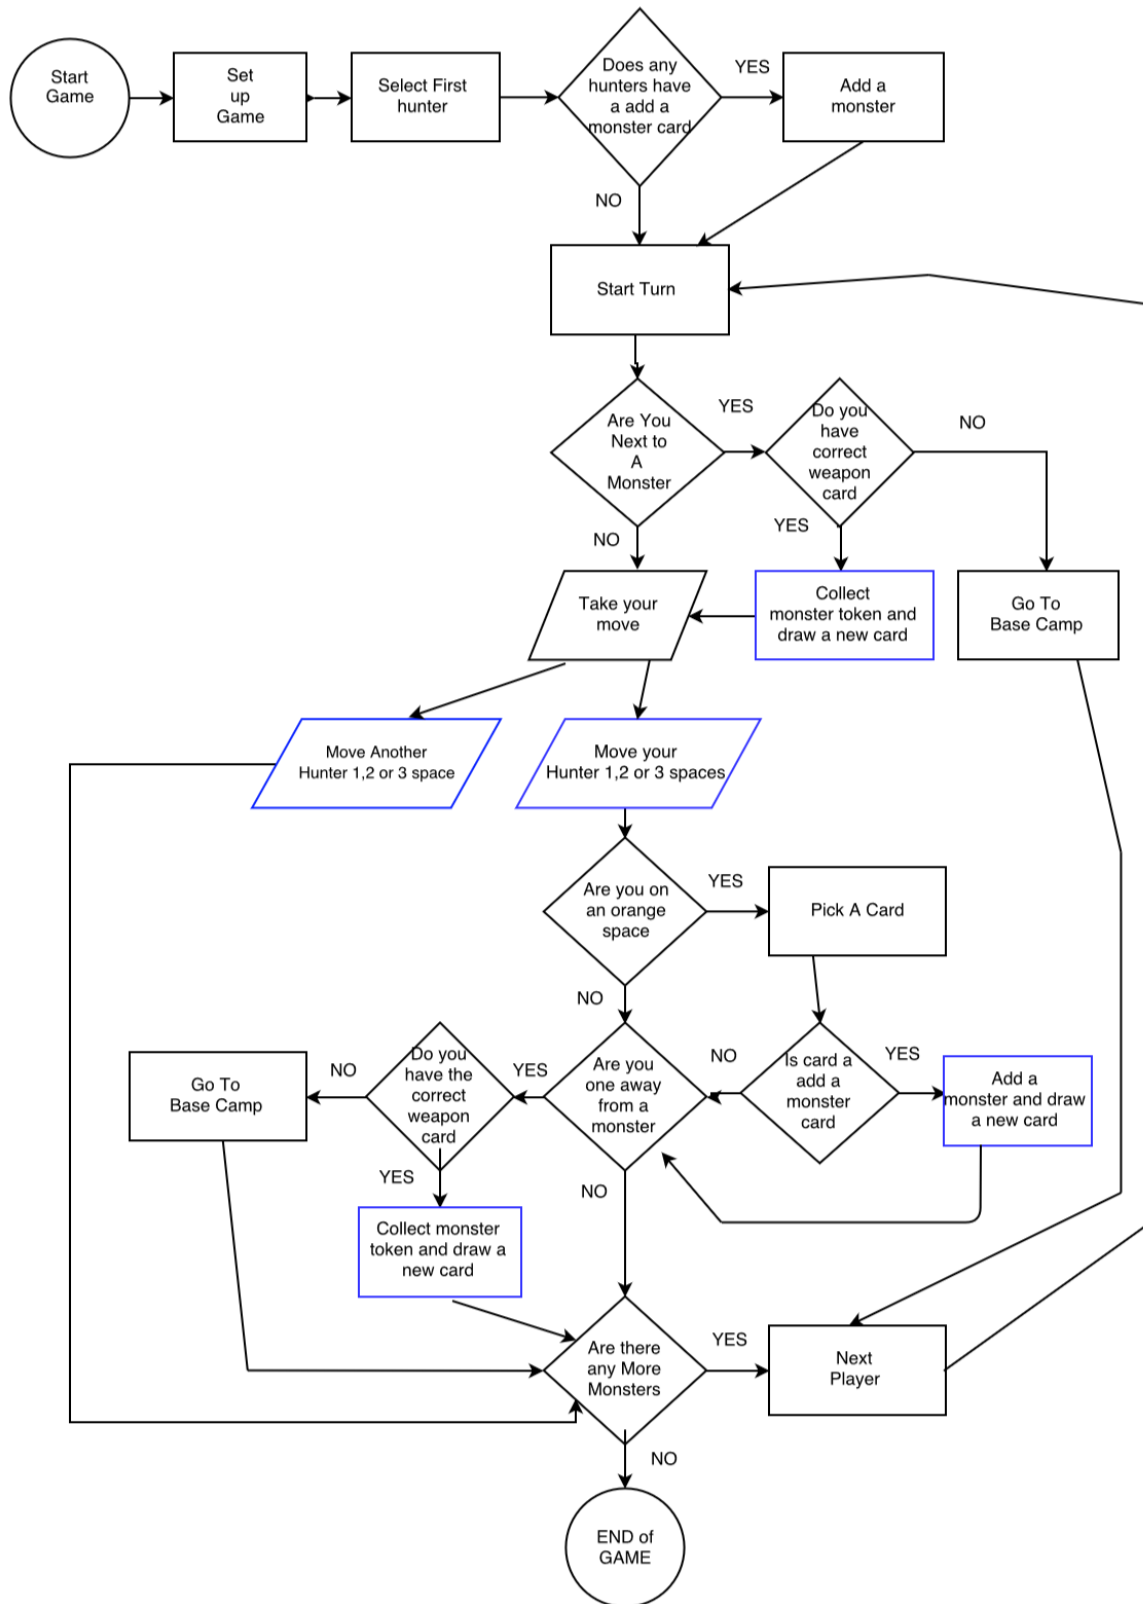 Start
Game
Set
up
Game
Select First
hunter
Does any
hunters have
a add a
monster card
YES
Add a
monster
NO
Start Turn
Are You
Next to
A
Monster
YES
Do you
have
correct
weapon
card
NO
NO
YES
Take your
move
Collect
monster token and
draw a new card
Go To
Base Camp
Move Another
Hunter 1,2 or 3 space
Move your
Hunter 1,2 or 3 spaces
Are you on
an orange
space
YES
Pick A Card
NO
Go To
Base Camp
NO
Do you
have the
correct
weapon
card
YES
Are you
one away
from a
monster
NO
Is card a
add a
monster
card
YES
Add a
monster and draw
a new card
YES
NO
Collect monster
token and draw a
new card
Are there
any More
Monsters
YES
Next
Player
NO
END of
GAME